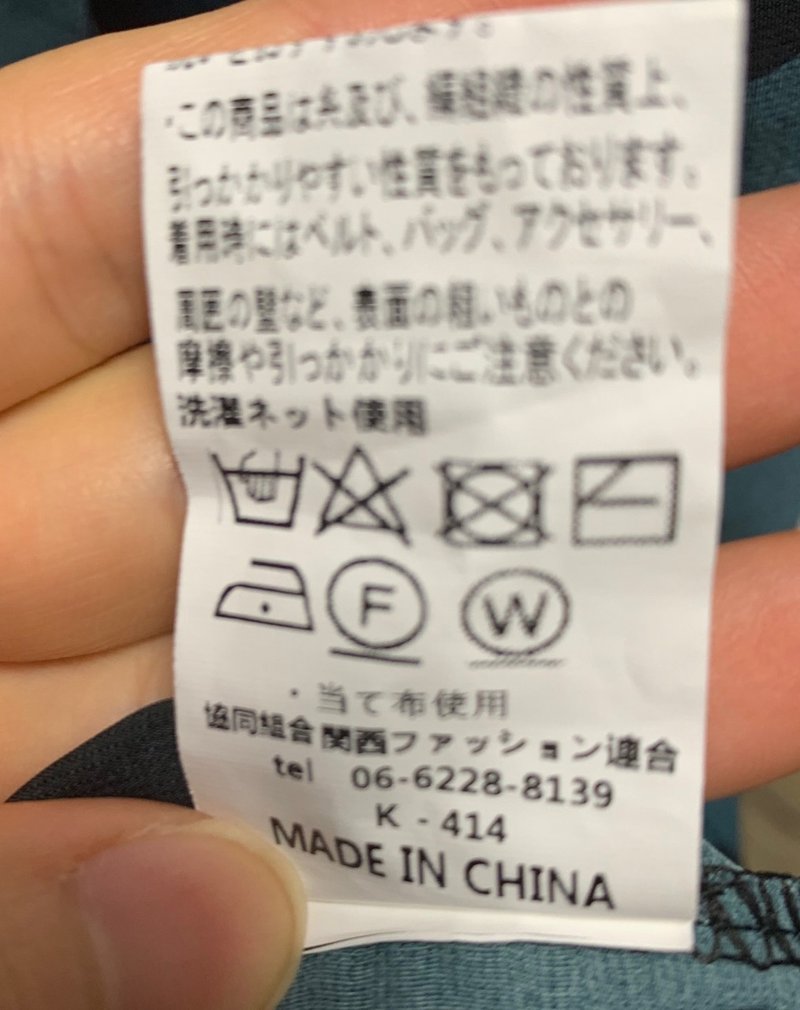 ・この商品は糸及び、繊組織の性質上、
引っかかりやすい性質をもっております。
着用時にはベルト、バッグ、アクセサリー、
周囲の壁など、表面の粗いものとの
摩擦や引っかかりにご注意ください。
洗濯ネット使用
F W
・当て布使用
協同組合関西ファッション連合
tel 06-6228-8139
K - 414
MADE IN CHINA